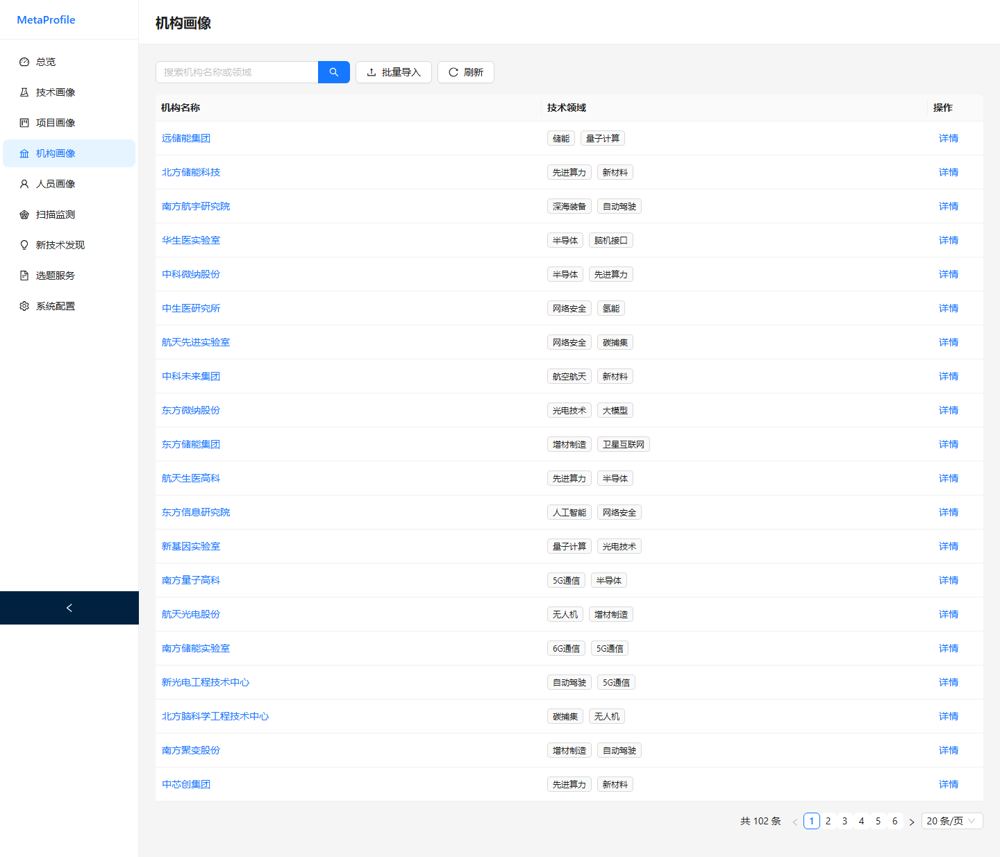 MetaProfile
总览
技术画像
项目画像
机构画像
人员画像
扫描监测
新技术发现
选题服务
系统配置
机构画像
搜索机构名称或领域
批量导入
刷新
机构名称 技术领域 操作
远储能集团 储能 量子计算 详情
北方储能科技 先进算力 新材料 详情
南方航宇研究院 深海装备 自动驾驶 详情
华生医实验室 半导体 脑机接口 详情
中科微纳股份 半导体 先进算力 详情
中生医研究所 网络安全 氢能 详情
航天先进实验室 网络安全 碳捕集 详情
中科未来集团 航空航天 新材料 详情
东方微纳股份 光电技术 大模型 详情
东方储能集团 增材制造 卫星互联网 详情
航天生医高科 先进算力 半导体 详情
东方信息研究院 人工智能 网络安全 详情
新基因实验室 量子计算 光电技术 详情
南方量子高科 5G通信 半导体 详情
航天光电股份 无人机 增材制造 详情
南方储能实验室 6G通信 5G通信 详情
新光电工程技术中心 自动驾驶 5G通信 详情
北方脑科学工程技术中心 碳捕集 无人机 详情
南方聚变股份 增材制造 自动驾驶 详情
中芯创集团 先进算力 新材料 详情
共 102 条 1 2 3 4 5 6 20 条/页